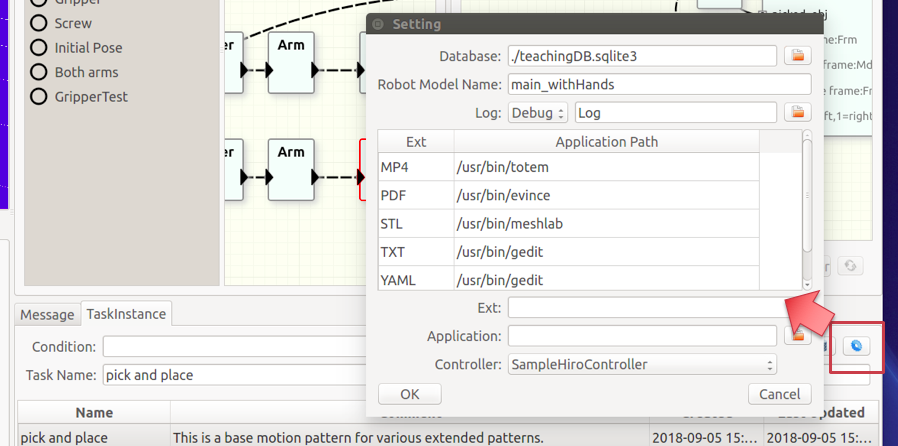 Gripper
Screw
Initial Pose
Both arms
GripperTest
Arm
Arm
Setting
Database: ./teachingDB.sqlite3
Robot Model Name: main_withHands
Log: Debug Log
Ext Application Path
MP4 /usr/bin/totem
PDF /usr/bin/evince
STL /usr/bin/meshlab
TXT /usr/bin/gedit
YAML /usr/bin/gedit
Ext:
Application:
Controller: SampleHiroController
OK Cancel
picked_obj
frame:Frm
frame:Md
e frame:Fr
ft,1=right
Message TaskInstance
Condition:
Task Name: pick and place
Name Comment Created Last Updated
pick and place This is a base motion pattern for various extended patterns. 2018-09-05 15:... 2018-09-05 15:...